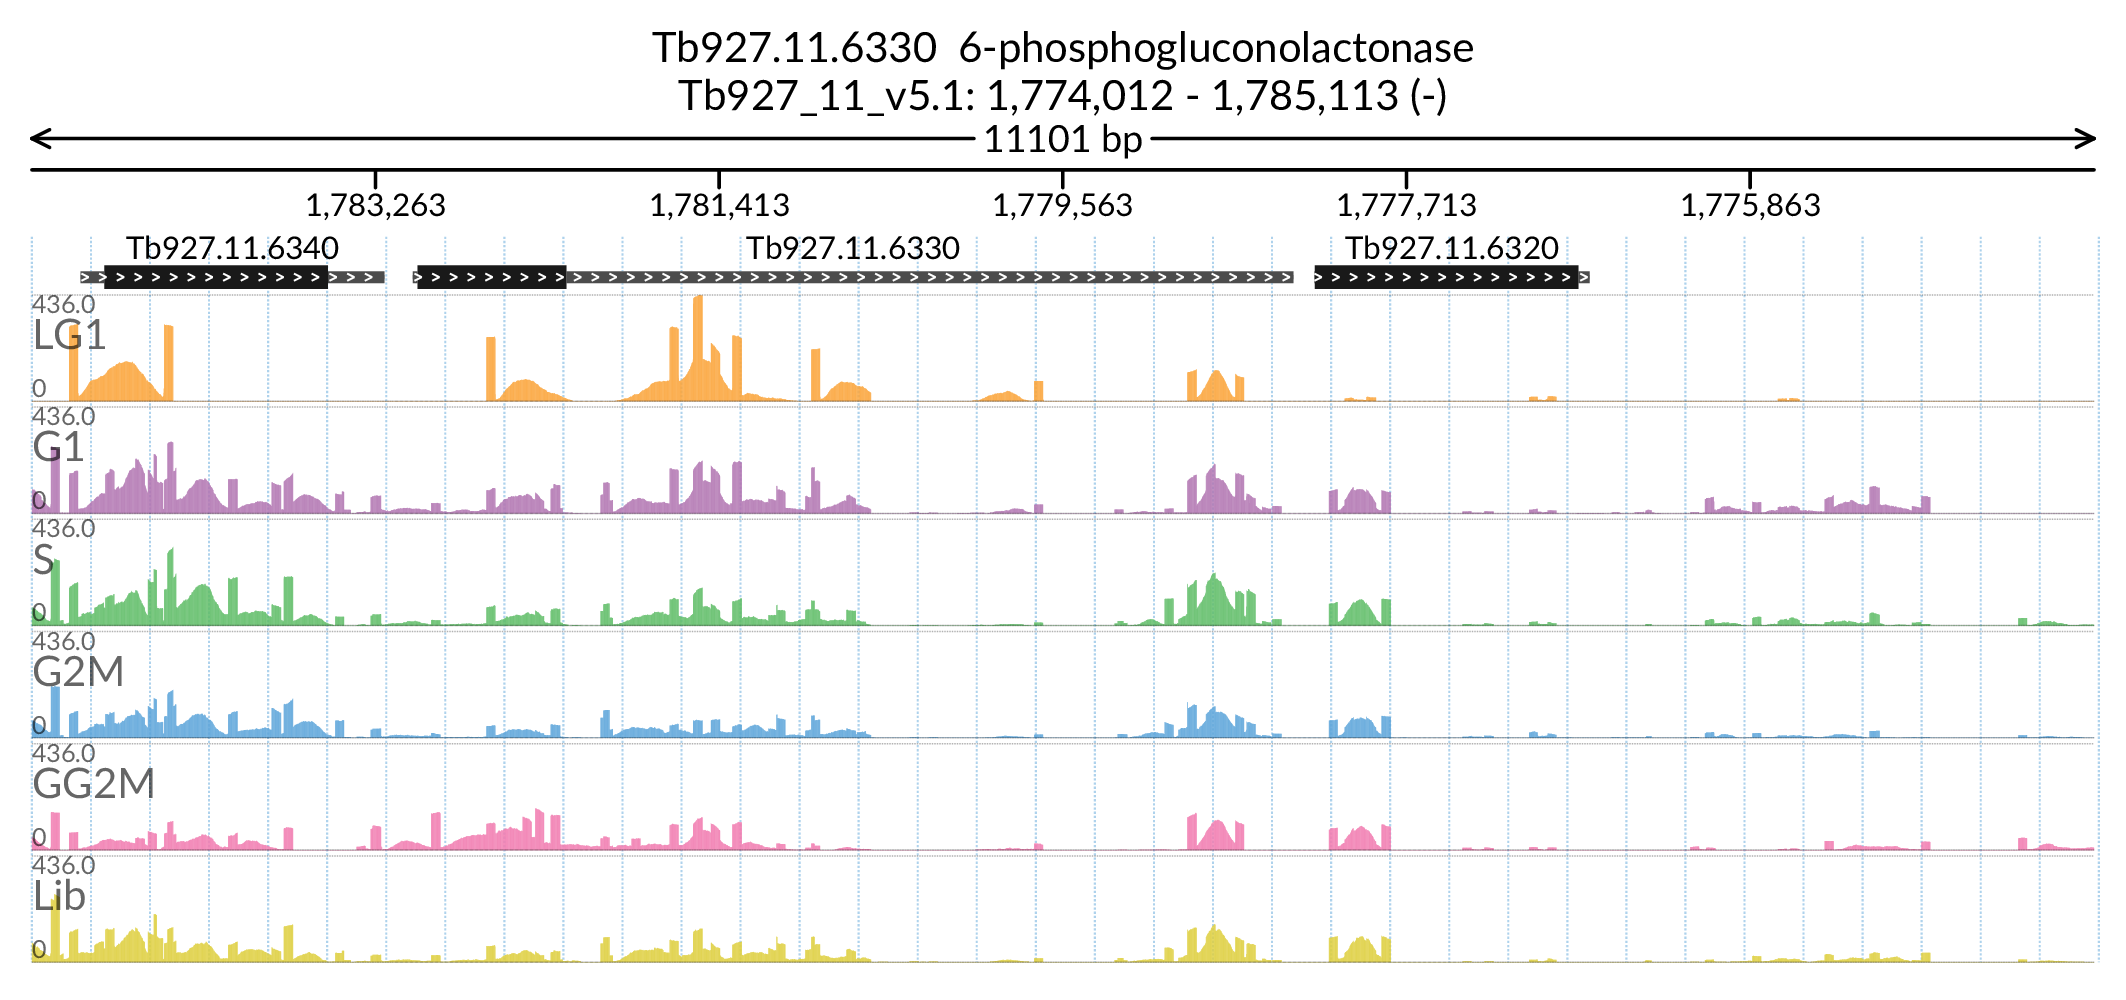 Tb927.11.6330  6-phosphogluconolactonase
Tb927_11_v5.1: 1,774,012 - 1,785,113 (-)
11101 bp
1,783,263 1,781,413 1,779,563 1,777,713 1,775,863
Tb927.11.6340 Tb927.11.6330 Tb927.11.6320
436.0
LG1
0
436.0
G1
0
436.0
S
0
436.0
G2M
0
436.0
GG2M
0
436.0
Lib
0